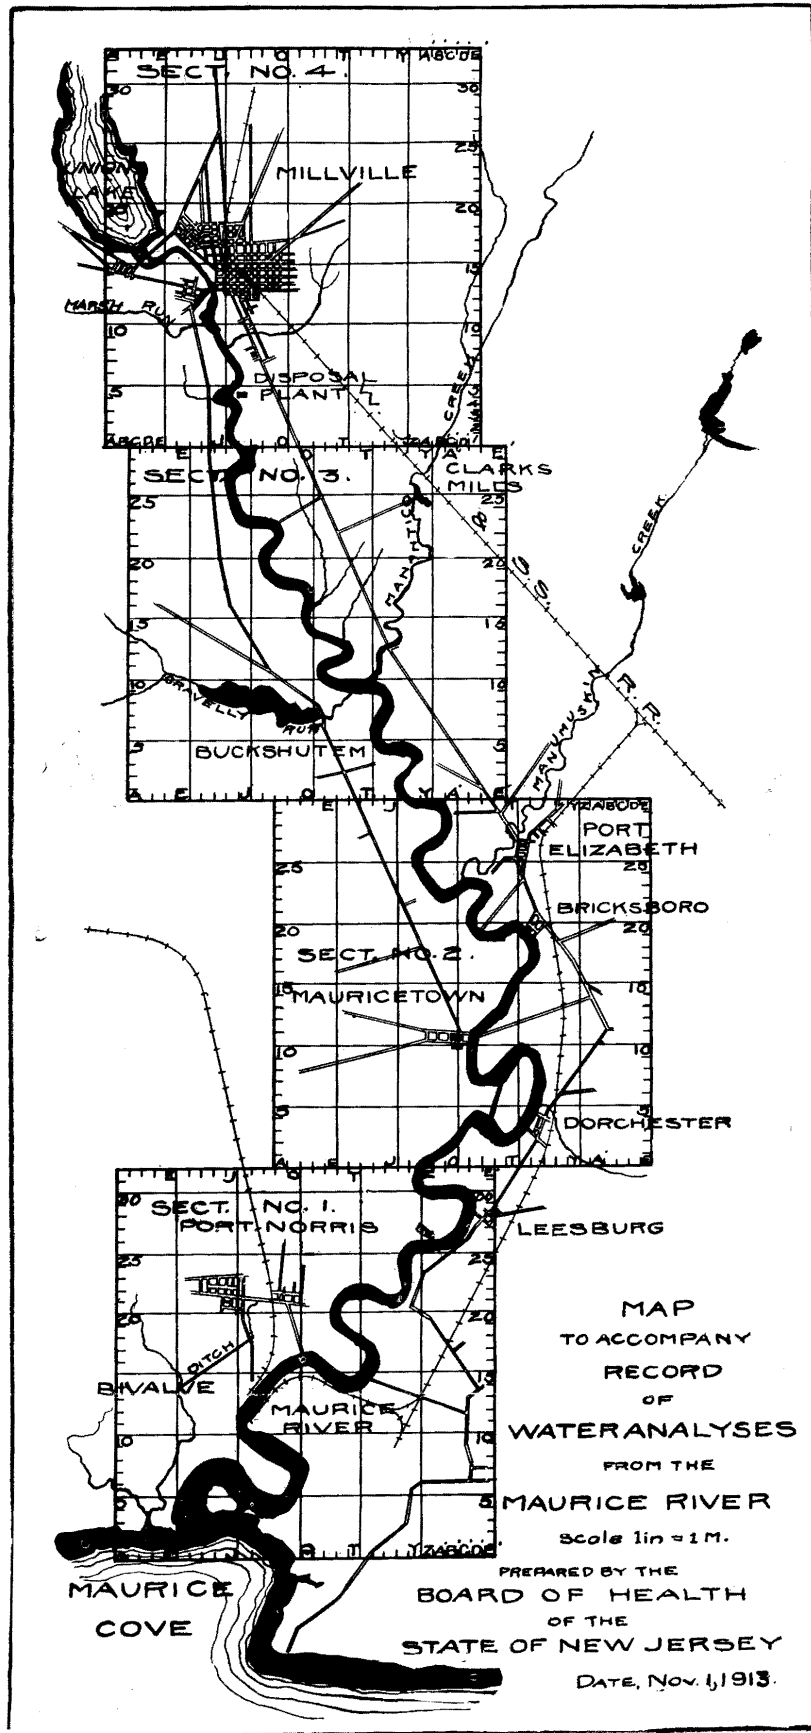 SECT. NO. 4.
MILLVILLE
UNION
LAKE
MARSH RUN
DISPOSAL
PLANT
CREEK
SECT. NO. 3.
CLARKS
MILLS
MANANTICO
S. S.
R. R.
CREEK
GRAVELLY
RUN
BUCKSHUTEM
MANUMUSKIN
PORT
ELIZABETH
BRICKSBORO
SECT. NO. 2.
MAURICETOWN
DORCHESTER
SECT. NO. 1.
PORT NORRIS
LEESBURG
DITCH
BIVALVE
MAURICE
RIVER
MAURICE
COVE
MAP
TO ACCOMPANY
RECORD
OF
WATER ANALYSES
FROM THE
MAURICE RIVER
Scale 1in = 1 M.
PREPARED BY THE
BOARD OF HEALTH
OF THE
STATE OF NEW JERSEY
DATE, NOV. 1, 1913.